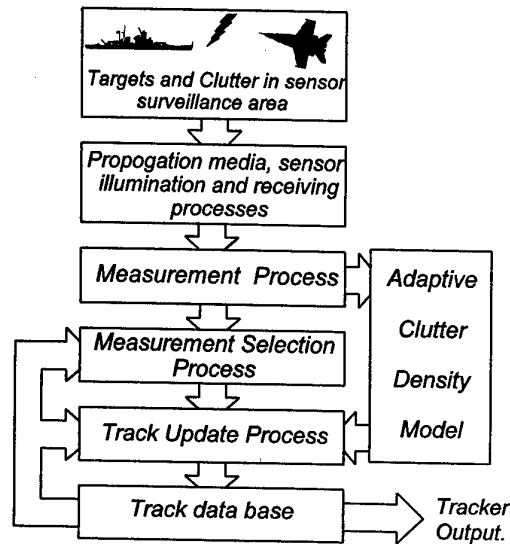 Targets and Clutter in sensor
surveillance area
Propogation media, sensor
illumination and receiving
processes
Measurement Process
Adaptive
Clutter
Density
Model
Measurement Selection
Process
Track Update Process
Track data base
Tracker
Output.